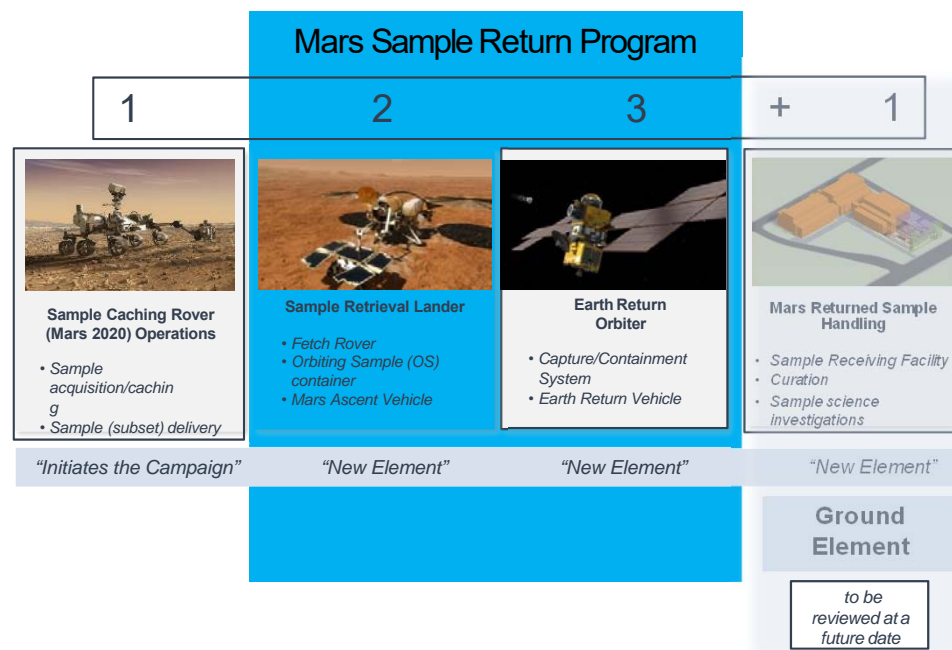 Mars Sample Return Program
1
2
3
+ 1
Sample Caching Rover
(Mars 2020) Operations
• Sample
acquisition/cachin
g
• Sample (subset) delivery
Sample Retrieval Lander
• Fetch Rover
• Orbiting Sample (OS)
container
• Mars Ascent Vehicle
Earth Return
Orbiter
• Capture/Containment
System
• Earth Return Vehicle
Mars Returned Sample
Handling
• Sample Receiving Facility
• Curation
• Sample science
investigations
“Initiates the Campaign”
“New Element”
“New Element”
“New Element”
Ground
Element
to be
reviewed at a
future date